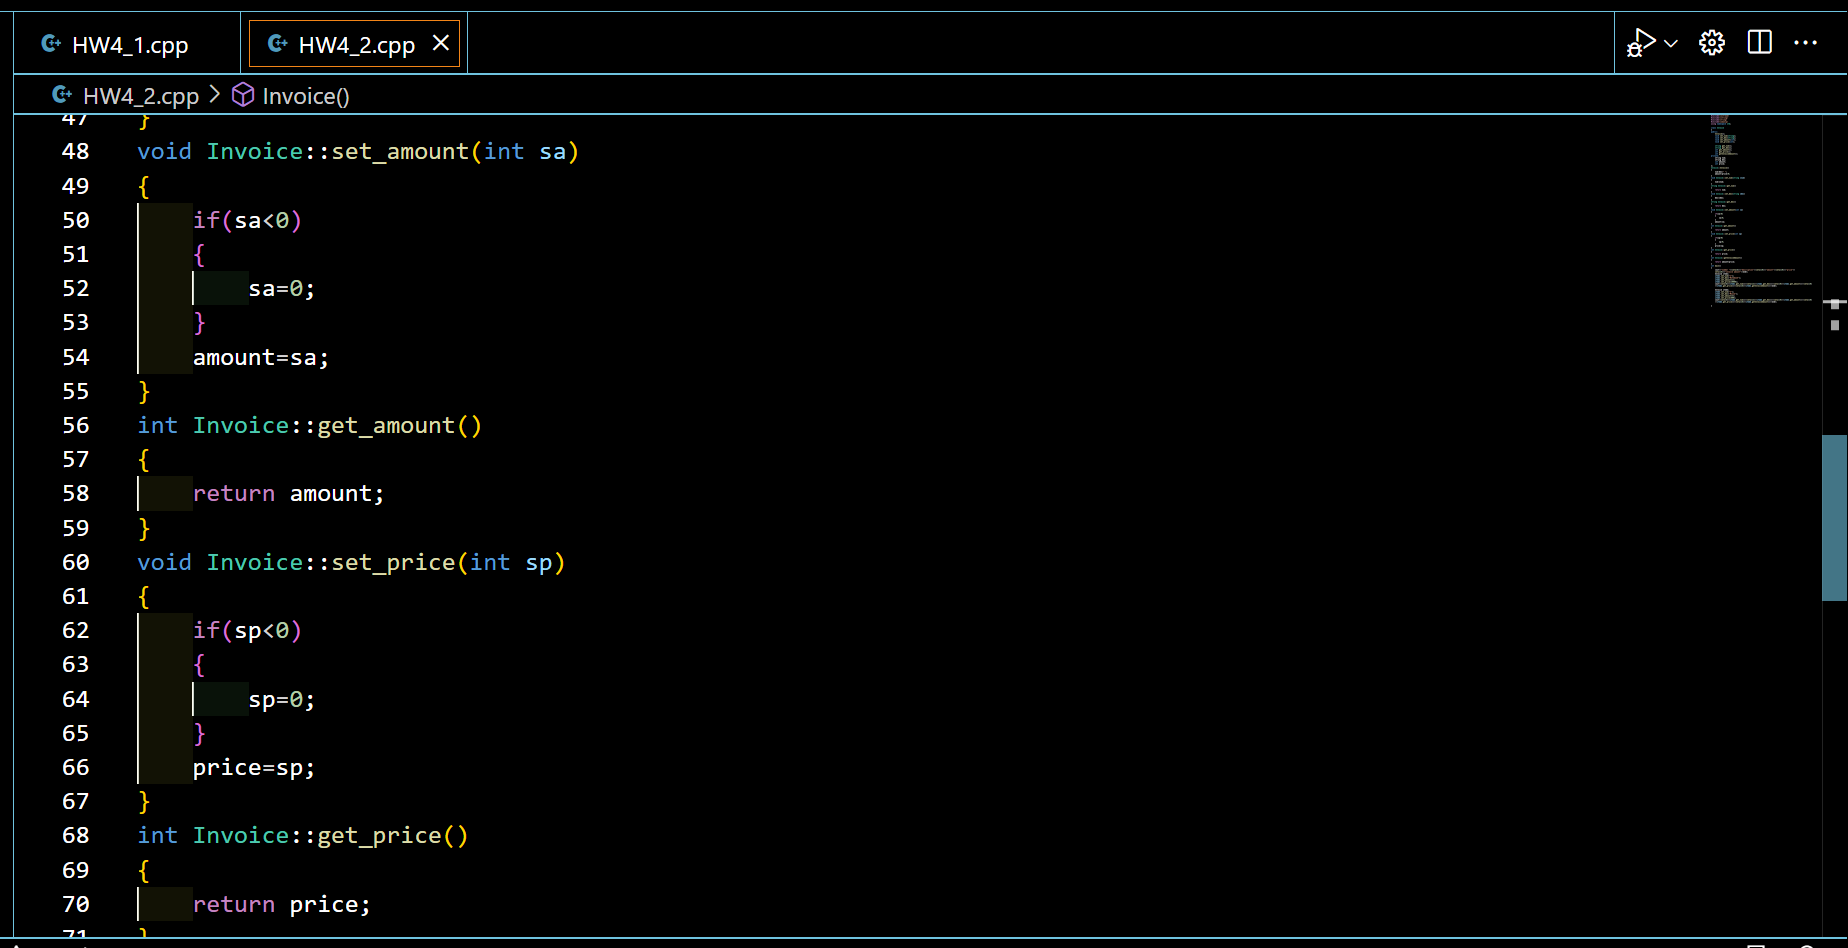 HW4_1.cpp
HW4_2.cpp
HW4_2.cpp > Invoice()
47 }
48 void Invoice::set_amount(int sa)
49 {
50 if(sa<0)
51 {
52 sa=0;
53 }
54 amount=sa;
55 }
56 int Invoice::get_amount()
57 {
58 return amount;
59 }
60 void Invoice::set_price(int sp)
61 {
62 if(sp<0)
63 {
64 sp=0;
65 }
66 price=sp;
67 }
68 int Invoice::get_price()
69 {
70 return price;
71 }